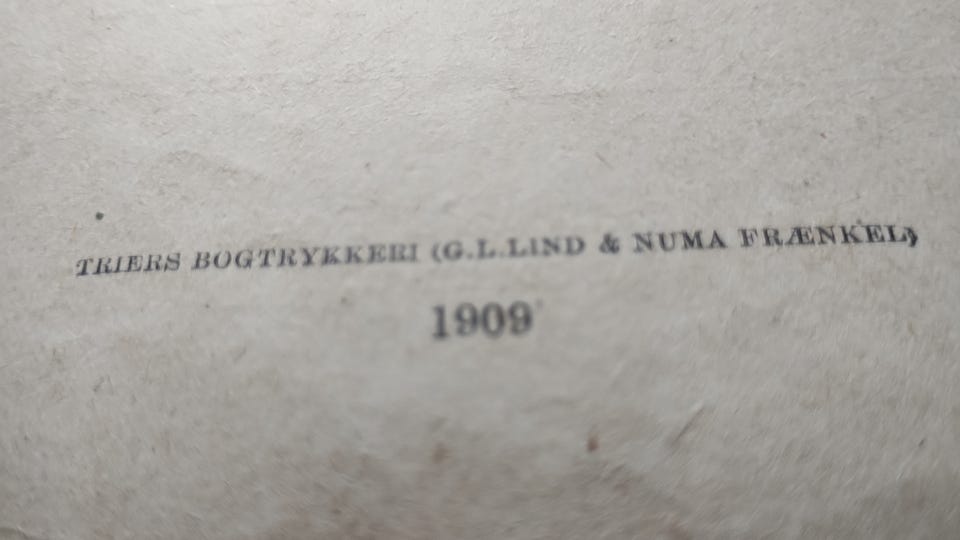 TRIERS BOGTRYKKERI (G.L.LIND & NUMA FRÆNKEL)
1909